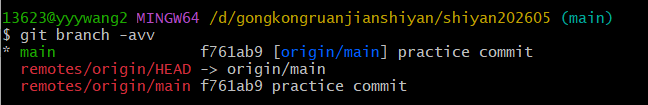 13623@yyywang2 MINGW64 /d/gongkongruanjianshiyan/shiyan202605 (main)
$ git branch -avv
* main                f761ab9 [origin/main] practice commit
  remotes/origin/HEAD -> origin/main
  remotes/origin/main f761ab9 practice commit